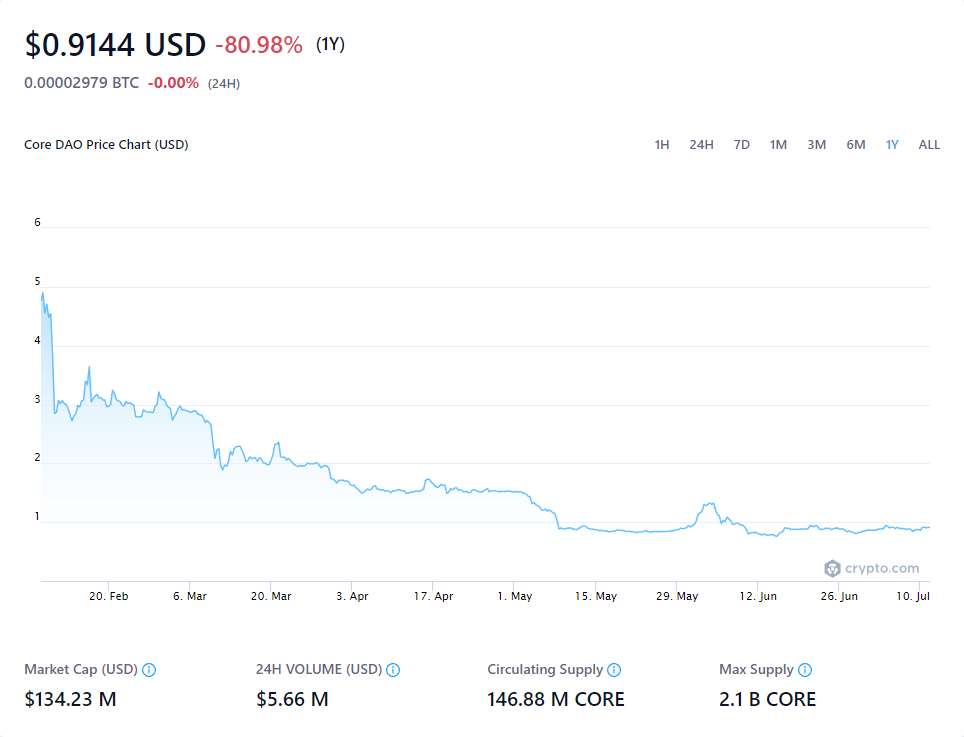 $0.9144 USD -80.98% (1Y)
0.00002979 BTC -0.00% (24H)
Core DAO Price Chart (USD) 1H 24H 7D 1M 3M 6M 1Y ALL
6
5
4
3
2
1
crypto.com
20. Feb 6. Mar 20. Mar 3. Apr 17. Apr 1. May 15. May 29. May 12. Jun 26. Jun 10. Jul
Market Cap (USD) 24H VOLUME (USD) Circulating Supply Max Supply
$134.23 M $5.66 M 146.88 M CORE 2.1 B CORE